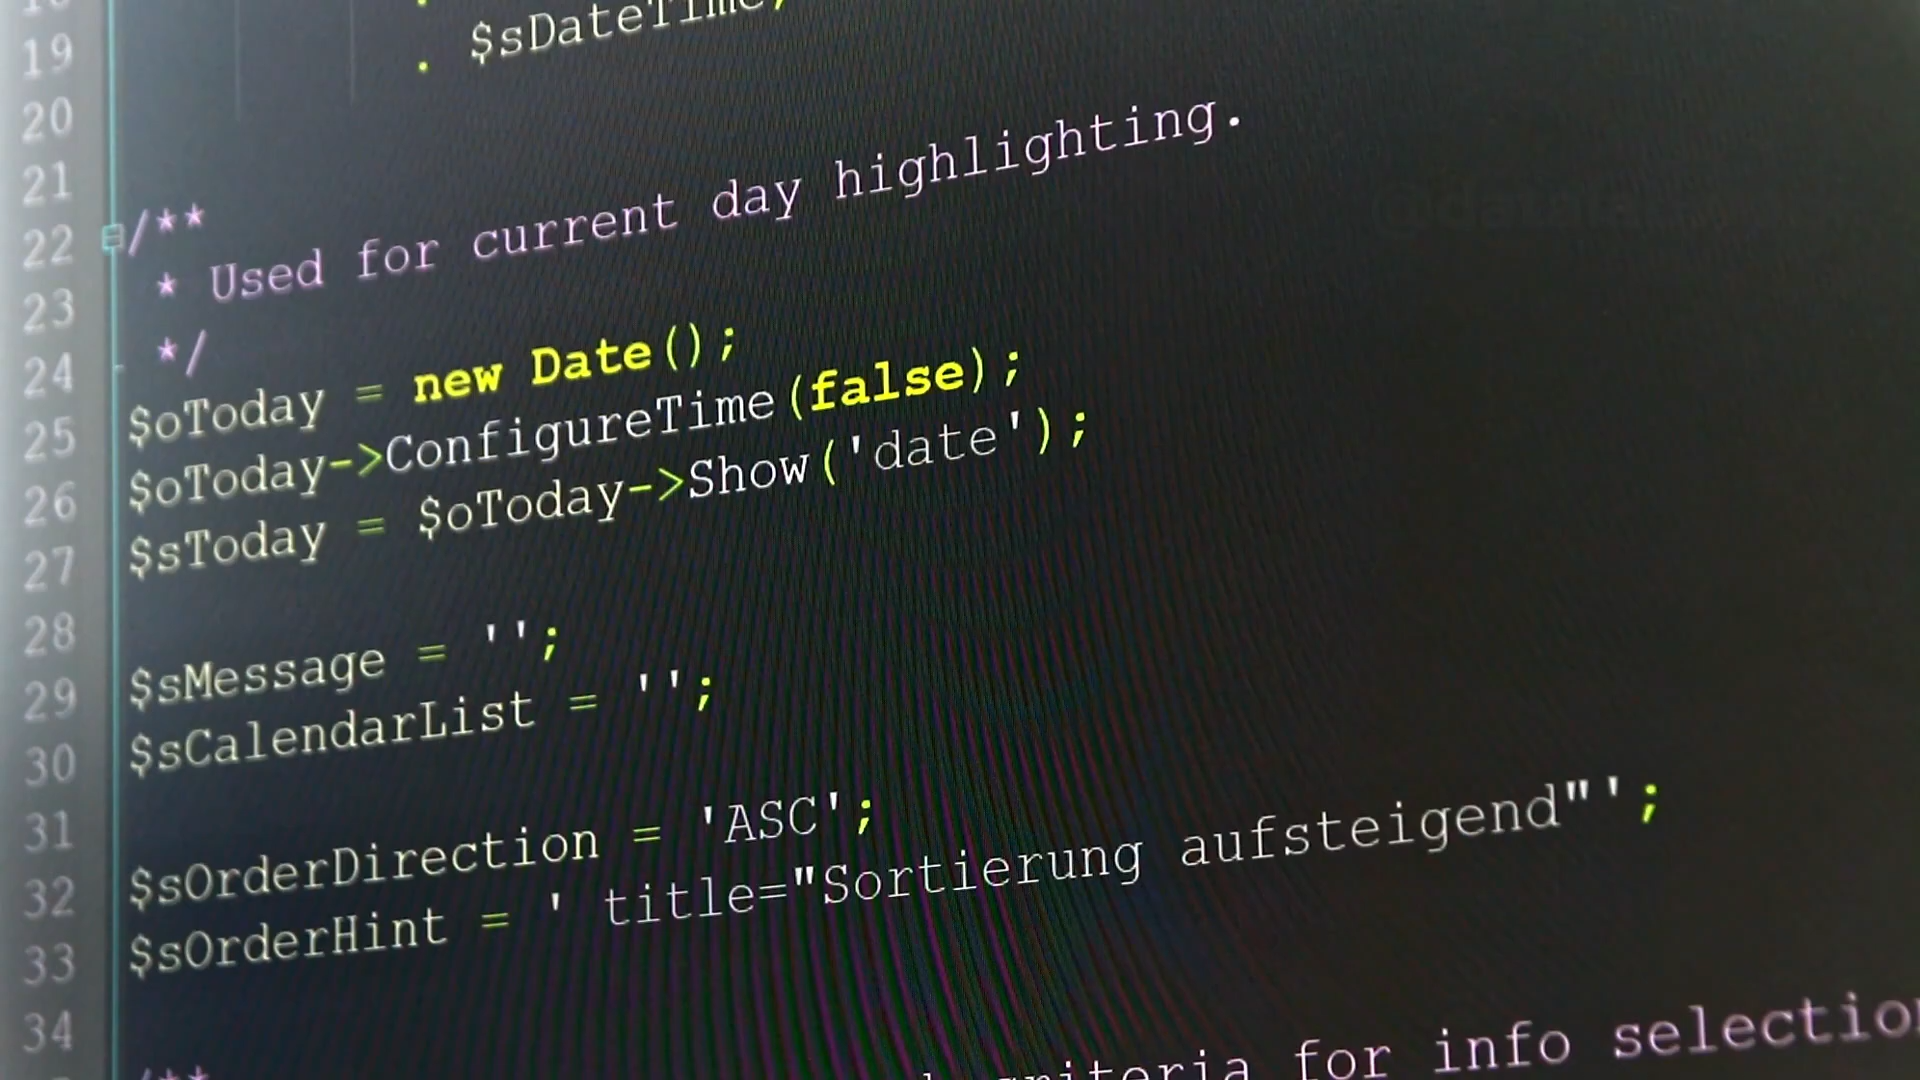 19 . $sDateTime;
20
21
22 /**
23 * Used for current day highlighting.
24 */
25 $oToday = new Date();
26 $oToday->ConfigureTime(false);
27 $sToday = $oToday->Show('date');
28
29 $sMessage = '';
30 $sCalendarList = '';
31
32 $sOrderDirection = 'ASC';
33 $sOrderHint = ' title="Sortierung aufsteigend"';
34
/**
criteria for info selection